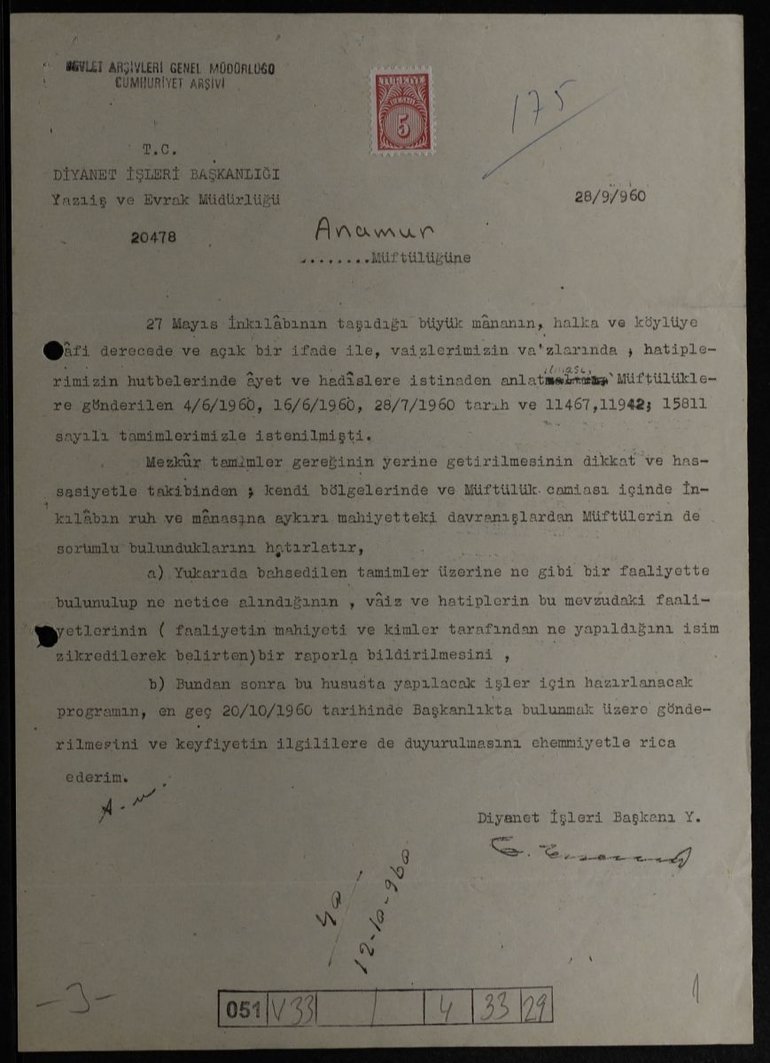 DEVLET ARŞİVLERİ GENEL MÜDÜRLÜĞÜ
CUMHURİYET ARŞİVİ
TÜRKİYE
RESMİ
5
175
T.C.
DİYANET İŞLERİ BAŞKANLIĞI
Yazıiş ve Evrak Müdürlüğü
28/9/960
20478
Anamur
........Müftülüğüne
27 Mayıs İnkılâbının taşıdığı büyük mânanın, halka ve köylüye
âfi derecede ve açık bir ifade ile, vaizlerimizin va'zlarında ; hatiple-
rimizin hutbelerinde âyet ve hadîslere istinaden anlatılması, Müftülükle-
re gönderilen 4/6/1960, 16/6/1960, 28/7/1960 tarih ve 11467,11942; 15811
sayılı tamimlerimizle istenilmişti.
Mezkûr tamimler gereğinin yerine getirilmesinin dikkat ve has-
sasiyetle takibinden ; kendi bölgelerinde ve Müftülük camiası içinde İn-
kılâbın ruh ve mânasına aykırı mahiyetteki davranışlardan Müftülerin de
sorumlu bulunduklarını hatırlatır,
a) Yukarıda bahsedilen tamimler üzerine ne gibi bir faaliyette
bulunulup ne netice alındığının , vâiz ve hatiplerin bu mevzudaki faali-
yetlerinin ( faaliyetin mahiyeti ve kimler tarafından ne yapıldığını isim
zikredilerek belirten)bir raporla bildirilmesini ,
b) Bundan sonra bu hususta yapılacak işler için hazırlanacak
programın, en geç 20/10/1960 tarihinde Başkanlıkta bulunmak üzere gönde-
rilmesini ve keyfiyetin ilgililere de duyurulmasını ehemmiyetle rica
ederim.
Diyanet İşleri Başkanı Y.
12-10-960
-3-
1
051 V33 4 33 29